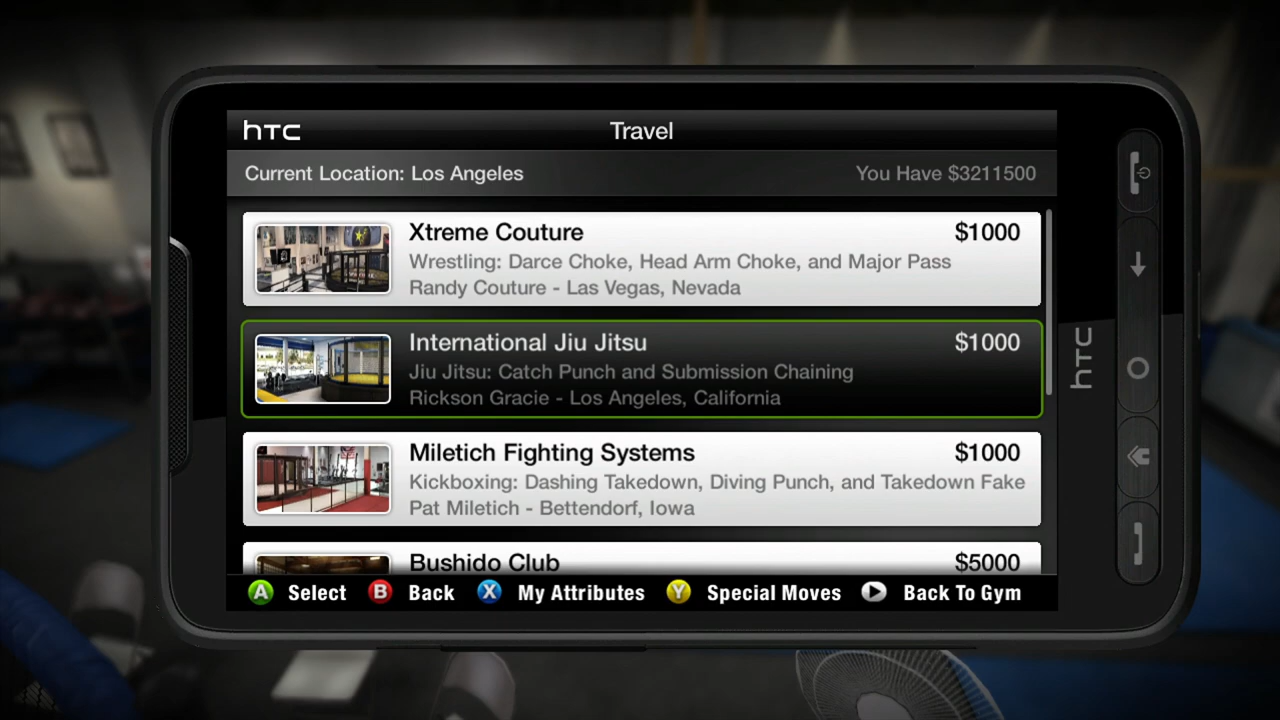 hTC
Travel
Current Location: Los Angeles
You Have $3211500
Xtreme Couture
$1000
Wrestling: Darce Choke, Head Arm Choke, and Major Pass
Randy Couture - Las Vegas, Nevada
International Jiu Jitsu
$1000
Jiu Jitsu: Catch Punch and Submission Chaining
Rickson Gracie - Los Angeles, California
Miletich Fighting Systems
$1000
Kickboxing: Dashing Takedown, Diving Punch, and Takedown Fake
Pat Miletich - Bettendorf, Iowa
Bushido Club
$5000
A Select B Back X My Attributes Y Special Moves Back To Gym
hTC